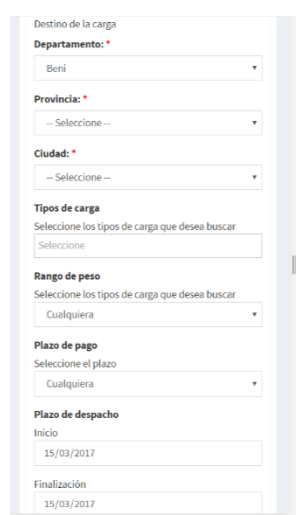 Destino de la carga
Departamento: *
Beni
Provincia: *
-- Seleccione --
Ciudad: *
-- Seleccione --
Tipos de carga
Seleccione los tipos de carga que desea buscar
Seleccione
Rango de peso
Seleccione los tipos de carga que desea buscar
Cualquiera
Plazo de pago
Seleccione el plazo
Cualquiera
Plazo de despacho
Inicio
15/03/2017
Finalización
15/03/2017